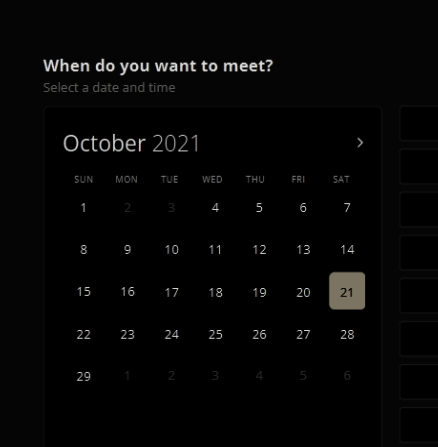 When do you want to meet?
Select a date and time
October 2021
SUN MON TUE WED THU FRI SAT
1 2 3 4 5 6 7
8 9 10 11 12 13 14
15 16 17 18 19 20 21
22 23 24 25 26 27 28
29 1 2 3 4 5 6